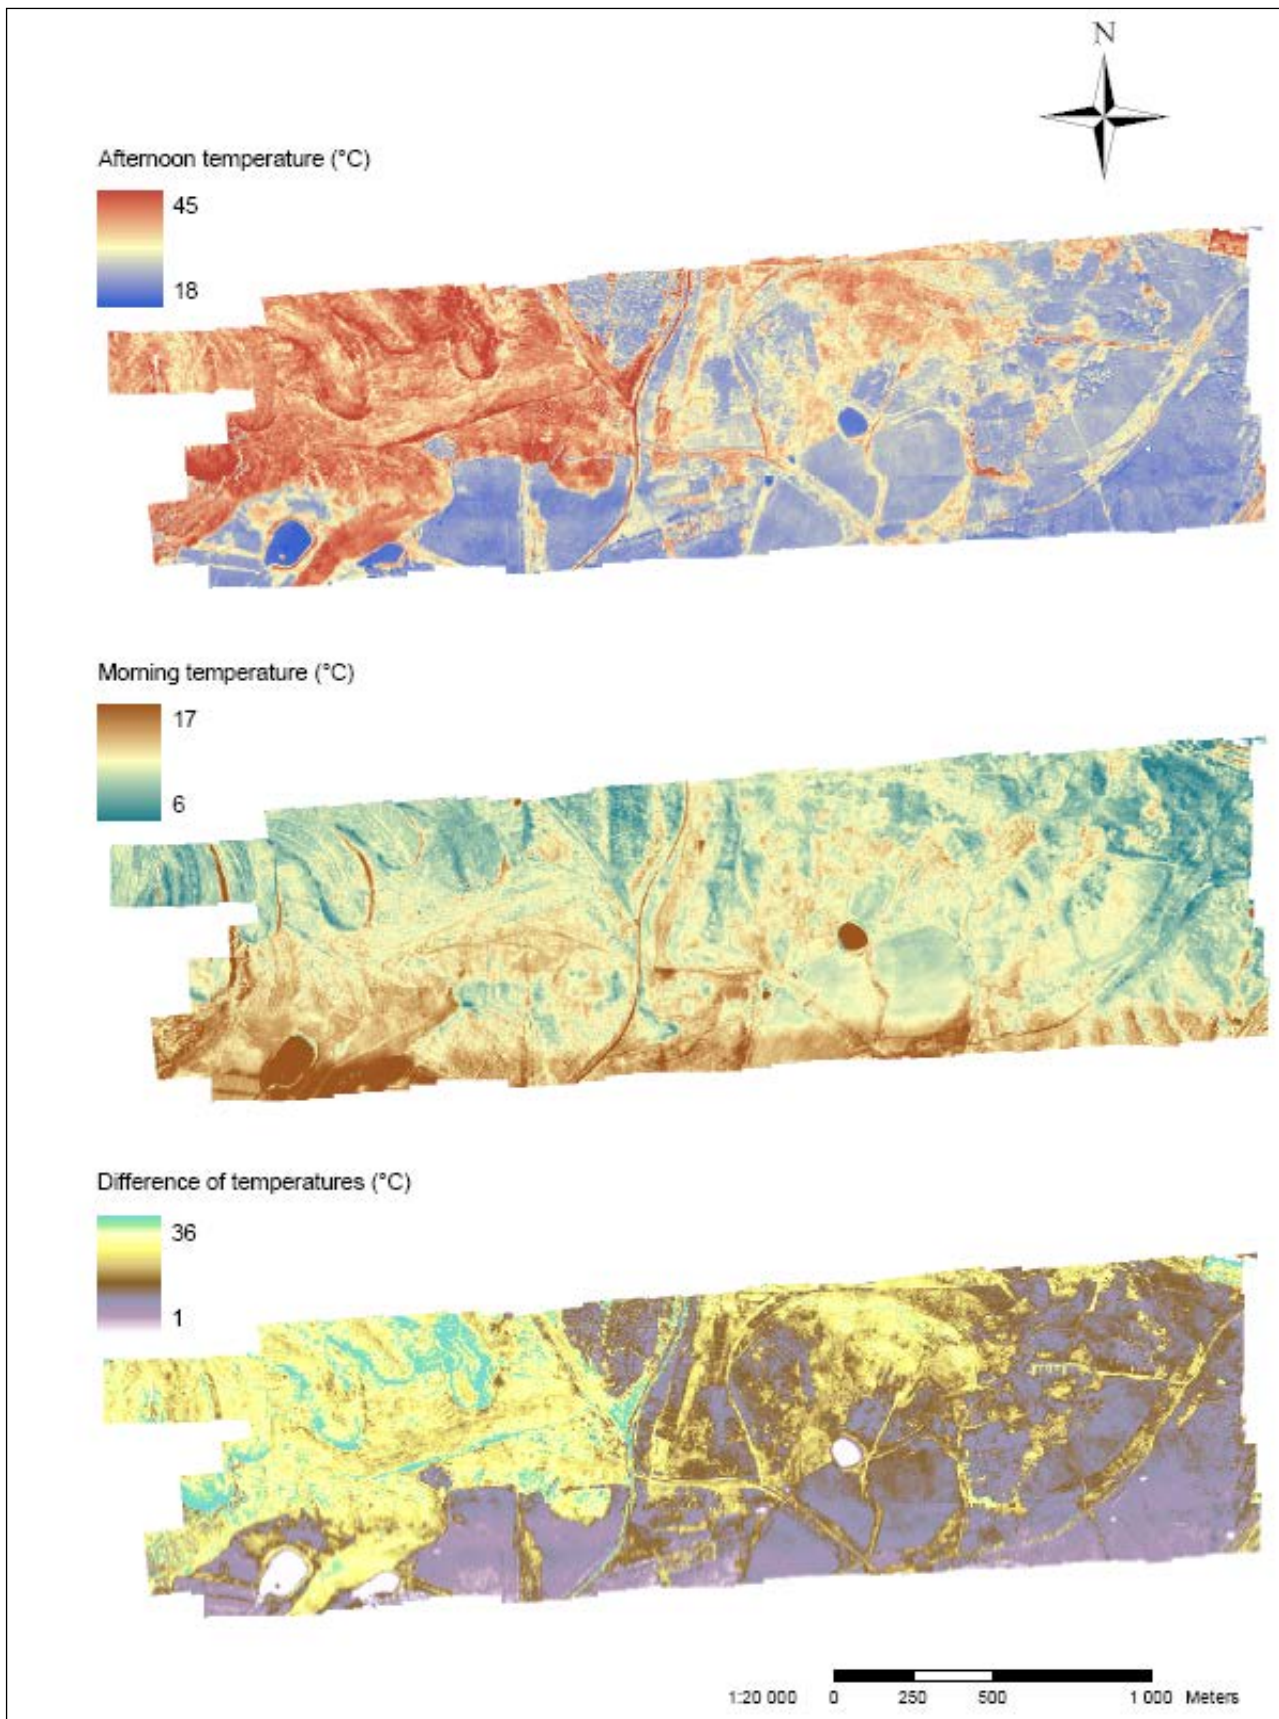 N
Afternoon temperature (°C)
45
18
Morning temperature (°C)
17
6
Difference of temperatures (°C)
36
1
1:20 000 0 250 500 1 000 Meters